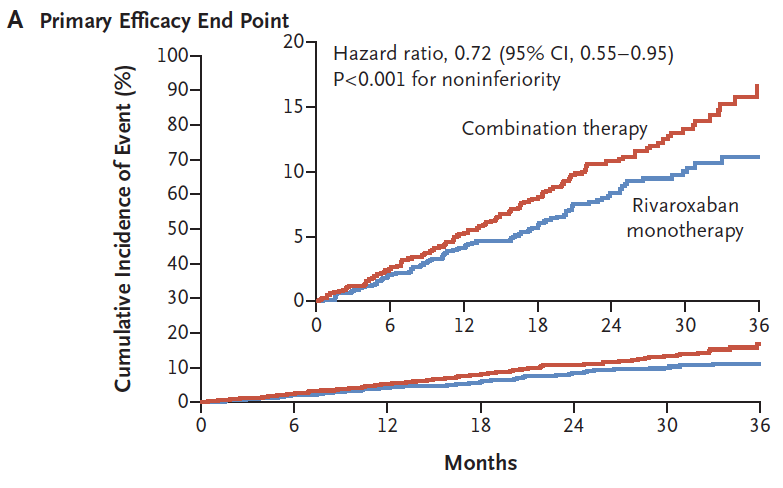 A Primary Efficacy End Point
Cumulative Incidence of Event (%)
100
90
80
70
60
50
40
30
20
10
0
0 6 12 18 24 30 36
Months
20
15
10
5
0
0 6 12 18 24 30 36
Hazard ratio, 0.72 (95% CI, 0.55–0.95)
P<0.001 for noninferiority
Combination therapy
Rivaroxaban
monotherapy